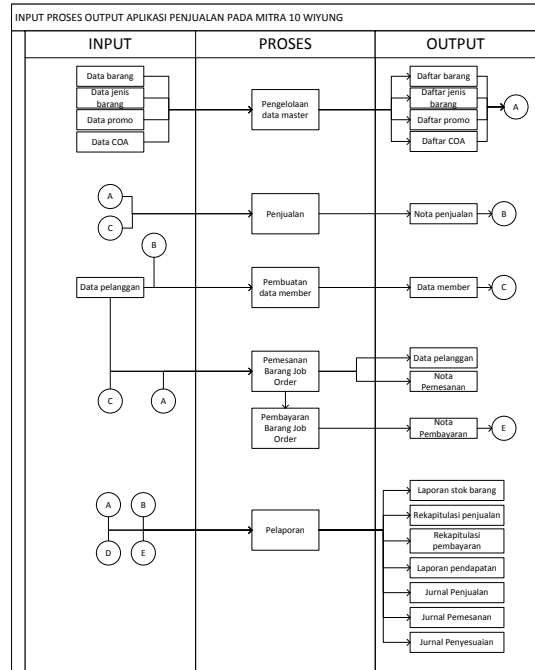 INPUT PROSES OUTPUT APLIKASI PENJUALAN PADA MITRA 10 WIYUNG
INPUT
PROSES
OUTPUT
Data barang
Data jenis
barang
Data promo
Data COA
Pengelolaan
data master
Daftar barang
Daftar jenis
barang
Daftar promo
Daftar COA
A
A
C
Penjualan
Nota penjualan
B
B
Data pelanggan
Pembuatan
data member
Data member
C
C
A
Pemesanan
Barang Job
Order
Data pelanggan
Nota
Pemesanan
Pembayaran
Barang Job
Order
Nota
Pembayaran
E
A
B
D
E
Pelaporan
Laporan stok barang
Rekapitulasi penjualan
Rekapitulasi
pembayaran
Laporan pendapatan
Jurnal Penjualan
Jurnal Pemesanan
Jurnal Penyesuaian